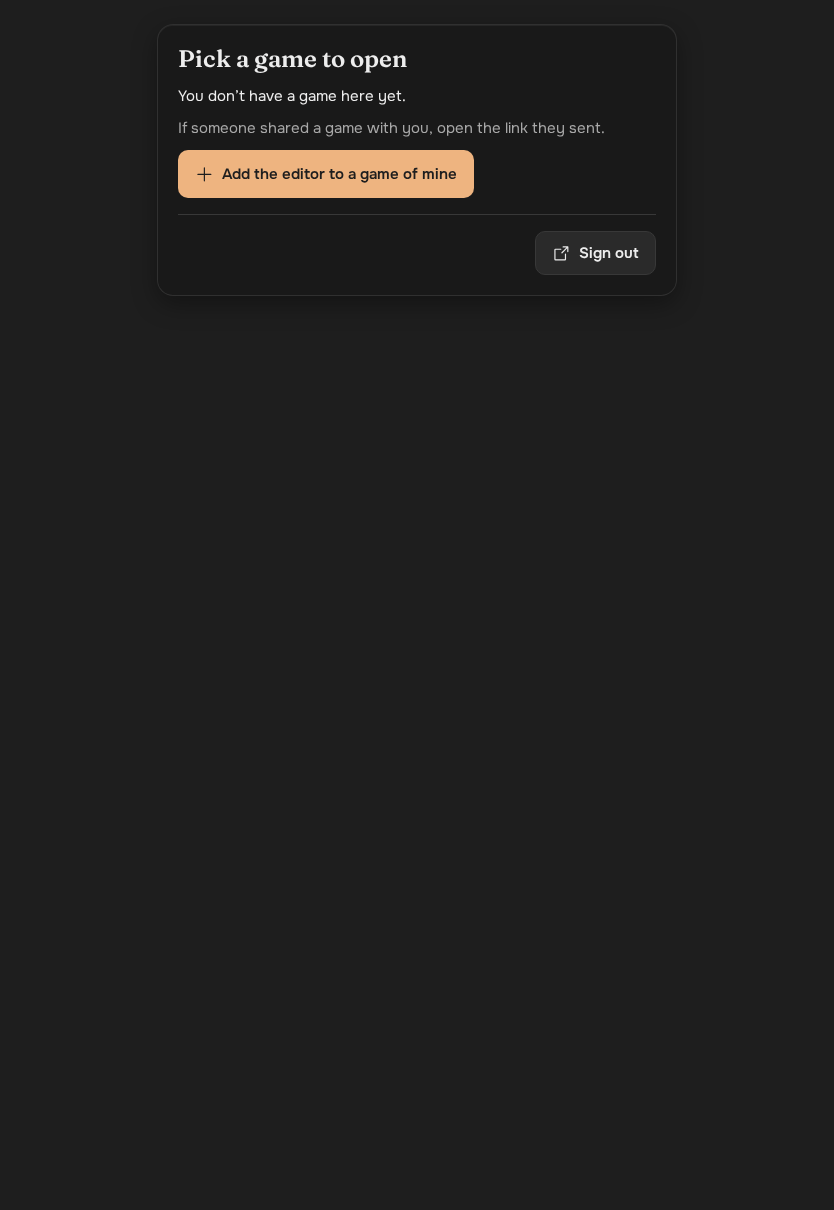 Pick a game to open
You don’t have a game here yet.
If someone shared a game with you, open the link they sent.
Add the editor to a game of mine
Sign out